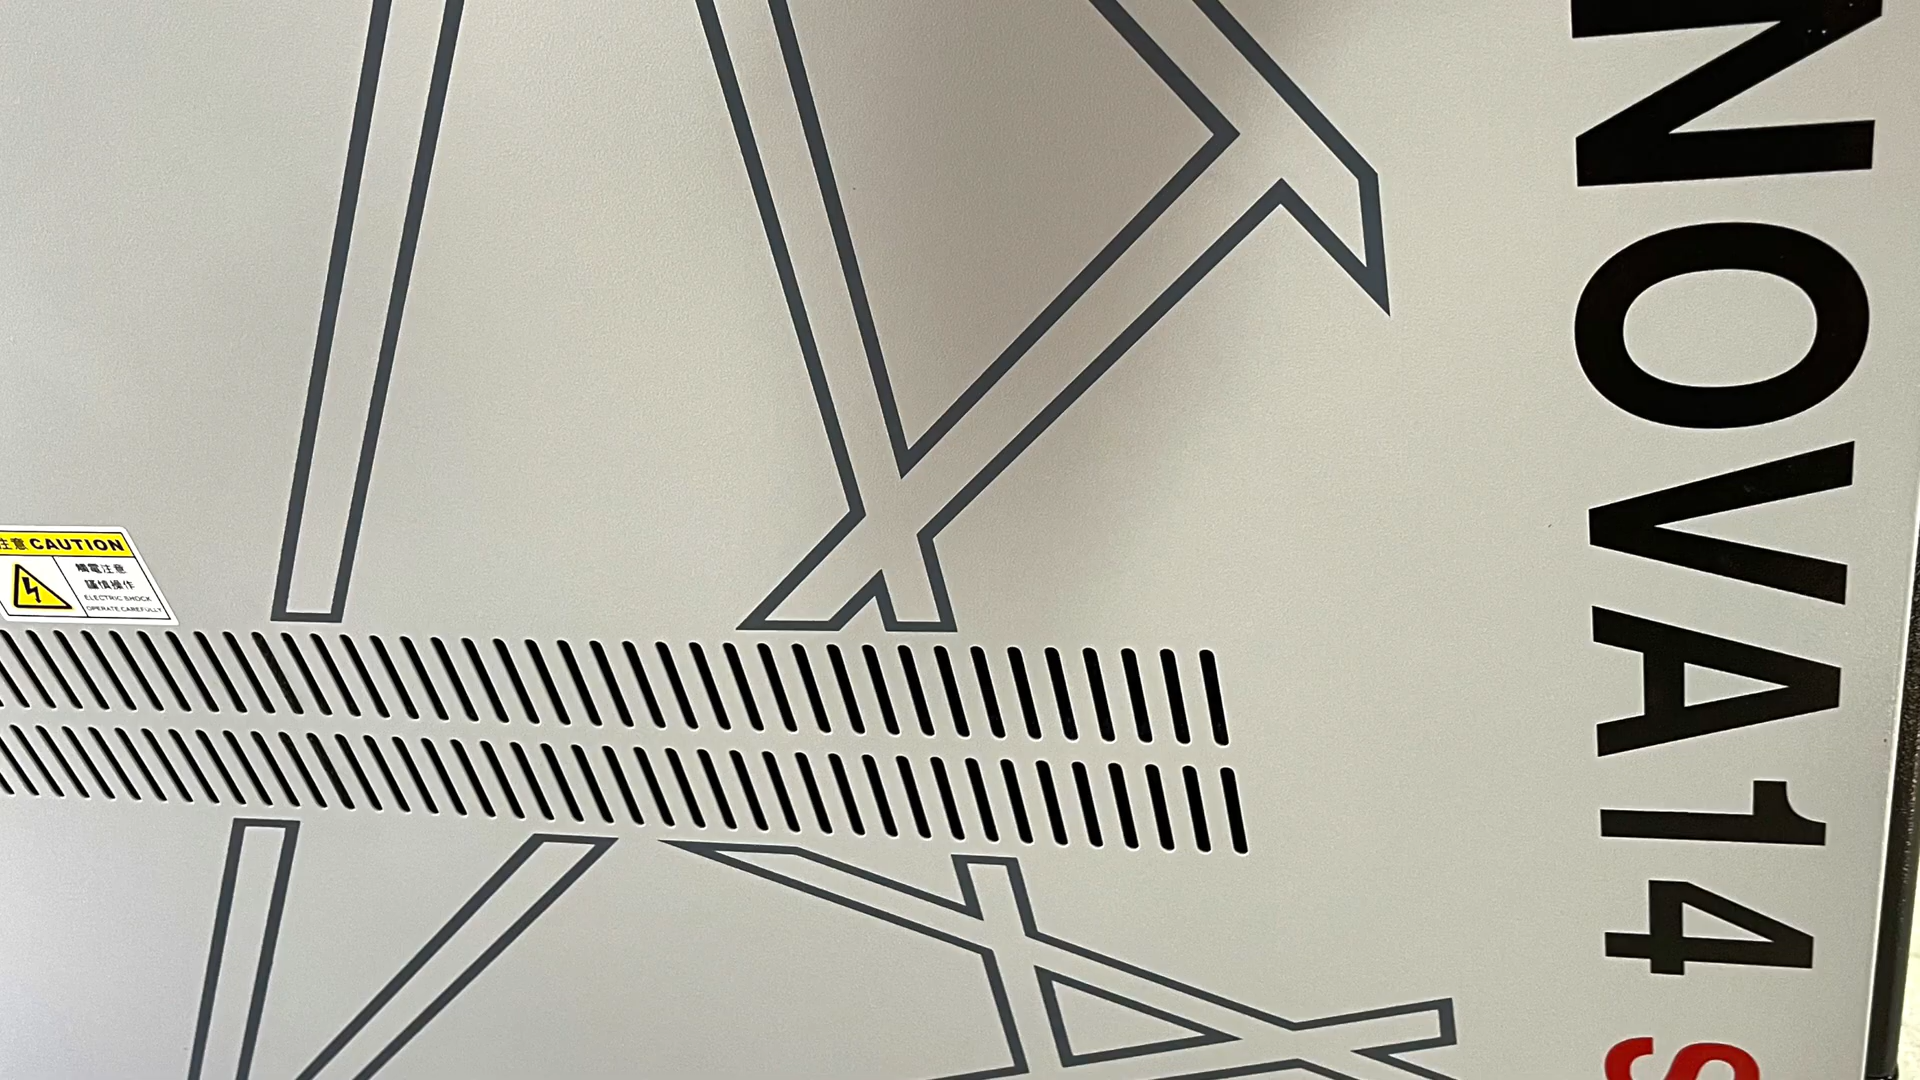 注意 CAUTION
觸電注意
謹慎操作
ELECTRIC SHOCK
OPERATE CAREFULLY
NOVA14 S